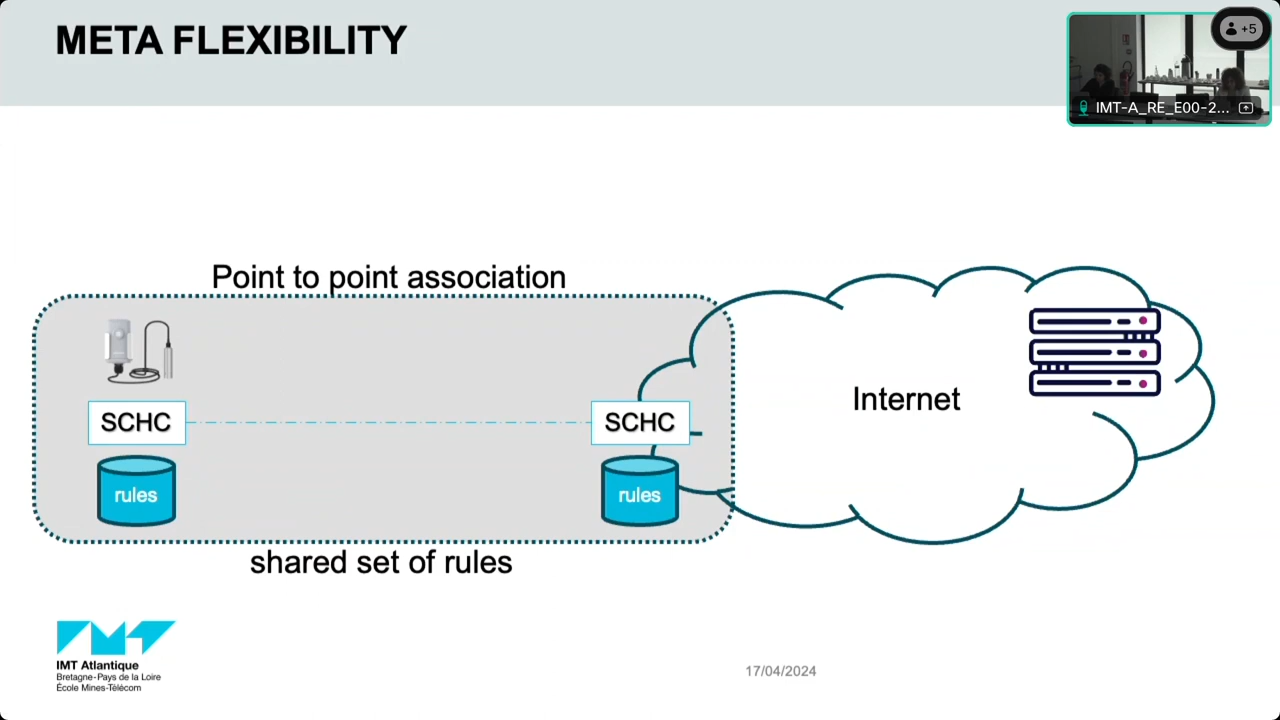 META FLEXIBILITY
+5
IMT-A_RE_E00-2...
Point to point association
SCHC
SCHC
Internet
rules
rules
shared set of rules
IMT Atlantique
Bretagne-Pays de la Loire
École Mines-Télécom
17/04/2024